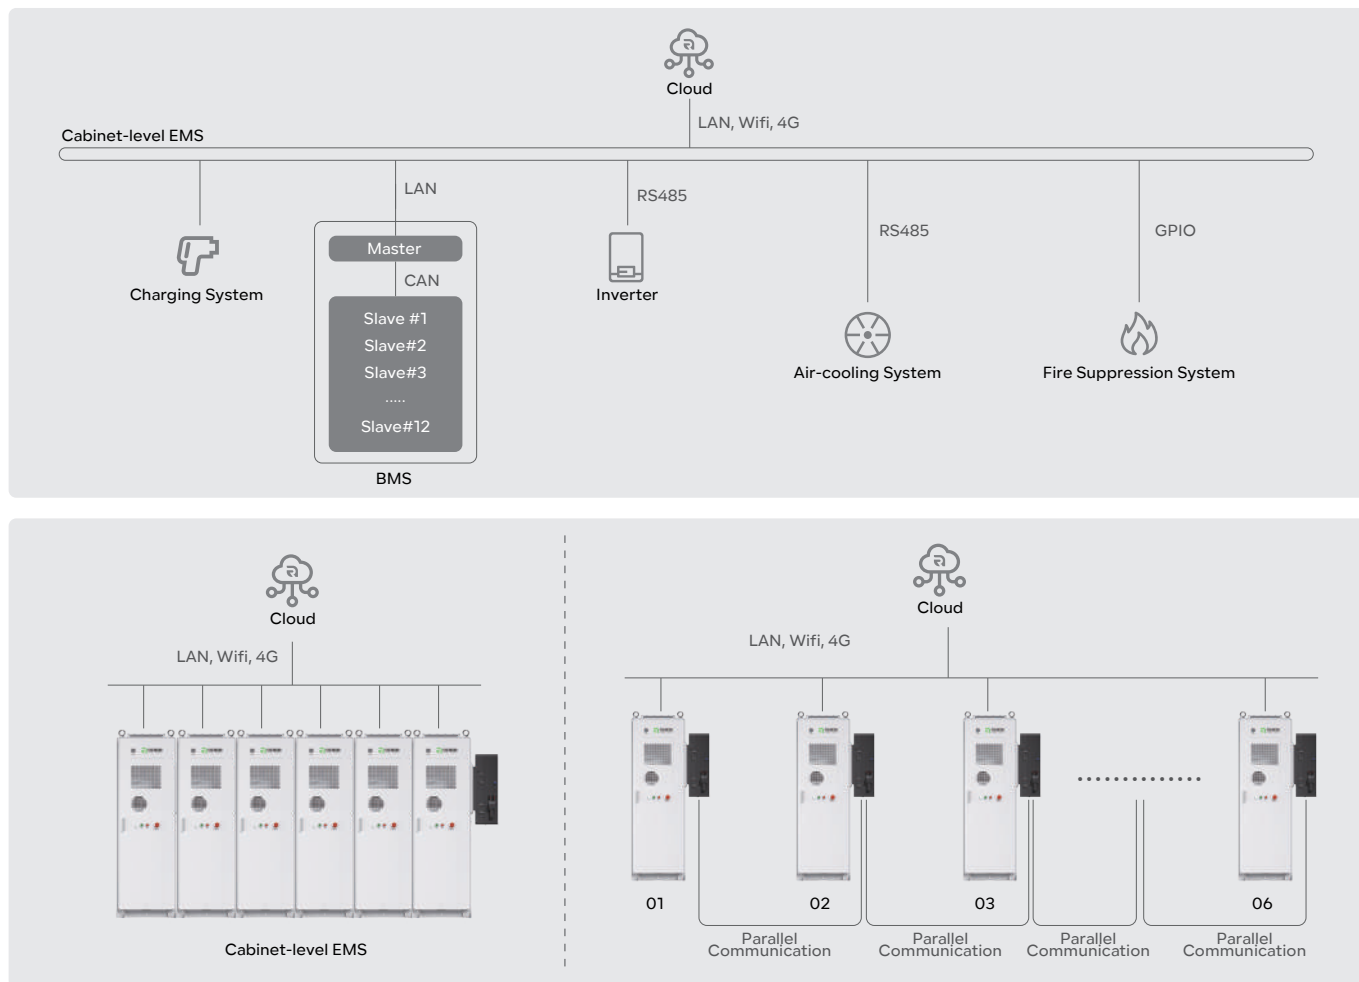 Cloud
LAN, Wifi, 4G
Cabinet-level EMS
LAN
RS485
RS485
GPIO
Master
CAN
Charging System
Inverter
Slave #1
Slave#2
Slave#3
.....
Slave#12
Air-cooling System
Fire Suppression System
BMS
Cloud
LAN, Wifi, 4G
Cabinet-level EMS
Cloud
LAN, Wifi, 4G
01
02
03
06
Parallel
Communication
Parallel
Communication
Parallel
Communication
Parallel
Communication